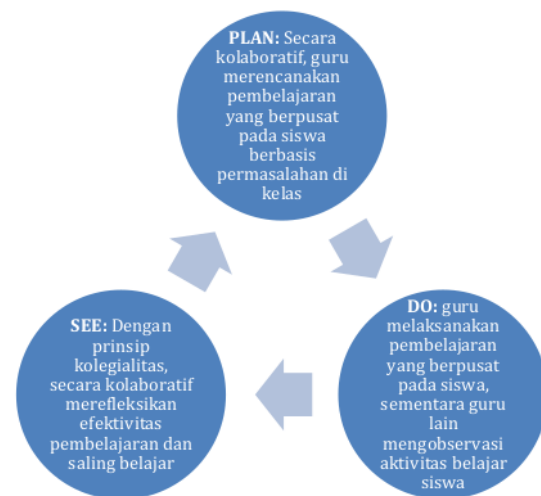 PLAN: Secara
kolaboratif, guru
merencanakan
pembelajaran
yang berpusat
pada siswa
berbasis
permasalahan di
kelas
DO: guru
melaksanakan
pembelajaran
yang berpusat
pada siswa,
sementara guru
lain
mengobservasi
aktivitas belajar
siswa
SEE: Dengan
prinsip
kolegialitas,
secara kolaboratif
merefleksikan
efektivitas
pembelajaran dan
saling belajar